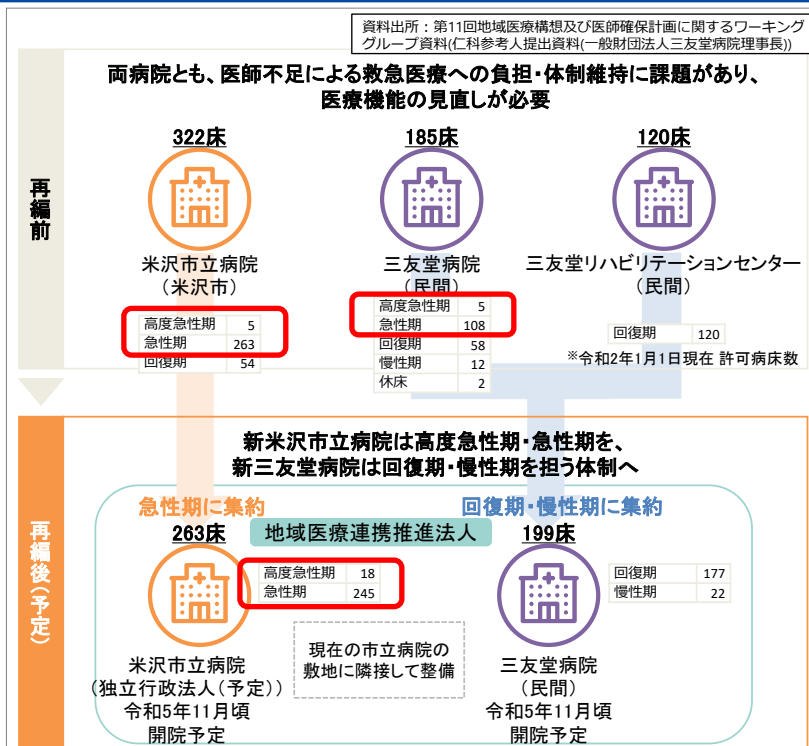 資料出所：第11回地域医療構想及び医師確保計画に関するワーキング
グループ資料(仁科参考人提出資料(一般財団法人三友堂病院理事長))
両病院とも、医師不足による救急医療への負担・体制維持に課題があり、
医療機能の見直しが必要
再編前
322床
185床
120床
米沢市立病院
（米沢市）
三友堂病院
（民間）
三友堂リハビリテーションセンター
（民間）
高度急性期 5
急性期 263
回復期 54
高度急性期 5
急性期 108
回復期 58
慢性期 12
休床 2
回復期 120
※令和2年1月1日現在 許可病床数
再編後（予定）
新米沢市立病院は高度急性期・急性期を、
新三友堂病院は回復期・慢性期を担う体制へ
急性期に集約
回復期・慢性期に集約
263床
地域医療連携推進法人
199床
高度急性期 18
急性期 245
回復期 177
慢性期 22
現在の市立病院の
敷地に隣接して整備
米沢市立病院
（独立行政法人（予定））
令和5年11月頃
開院予定
三友堂病院
（民間）
令和5年11月頃
開院予定